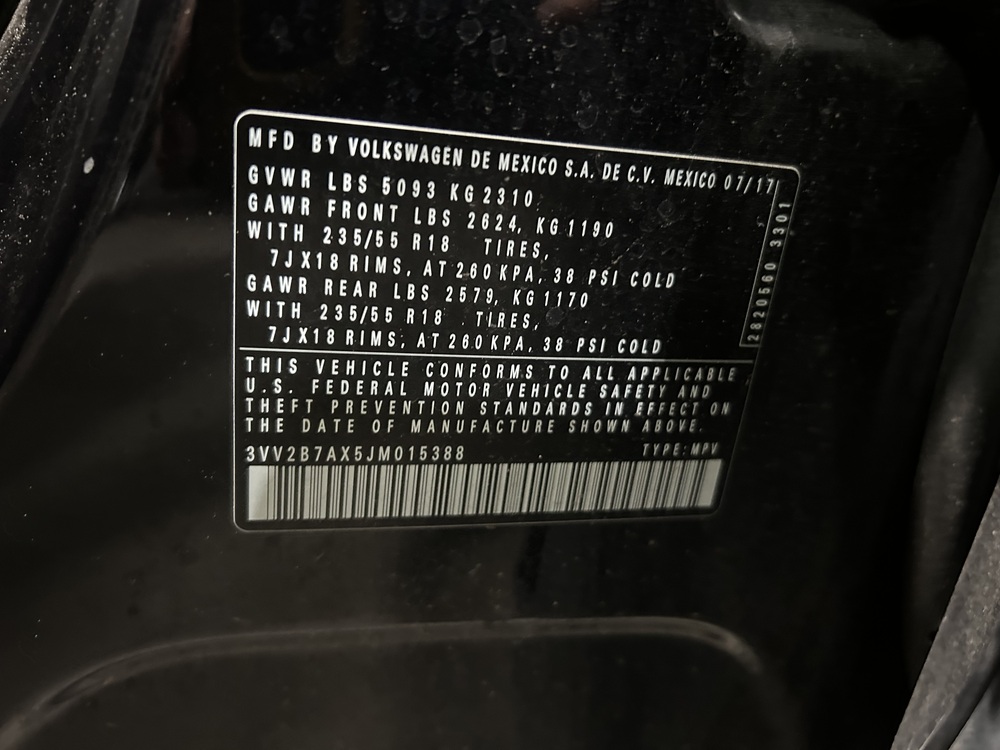 MFD BY VOLKSWAGEN DE MEXICO S.A. DE C.V. MEXICO 07/17
GVWR LBS 5093 KG 2310
GAWR FRONT LBS 2624, KG 1190
WITH 235/55 R18 TIRES,
7JX18 RIMS, AT 260 KPA, 38 PSI COLD
GAWR REAR LBS 2579, KG 1170
WITH 235/55 R18 TIRES,
7JX18 RIMS, AT 260 KPA, 38 PSI COLD
2820560 3301
THIS VEHICLE CONFORMS TO ALL APPLICABLE
U.S. FEDERAL MOTOR VEHICLE SAFETY AND
THEFT PREVENTION STANDARDS IN EFFECT ON
THE DATE OF MANUFACTURE SHOWN ABOVE.
3VV2B7AX5JM015388 TYPE: MPV